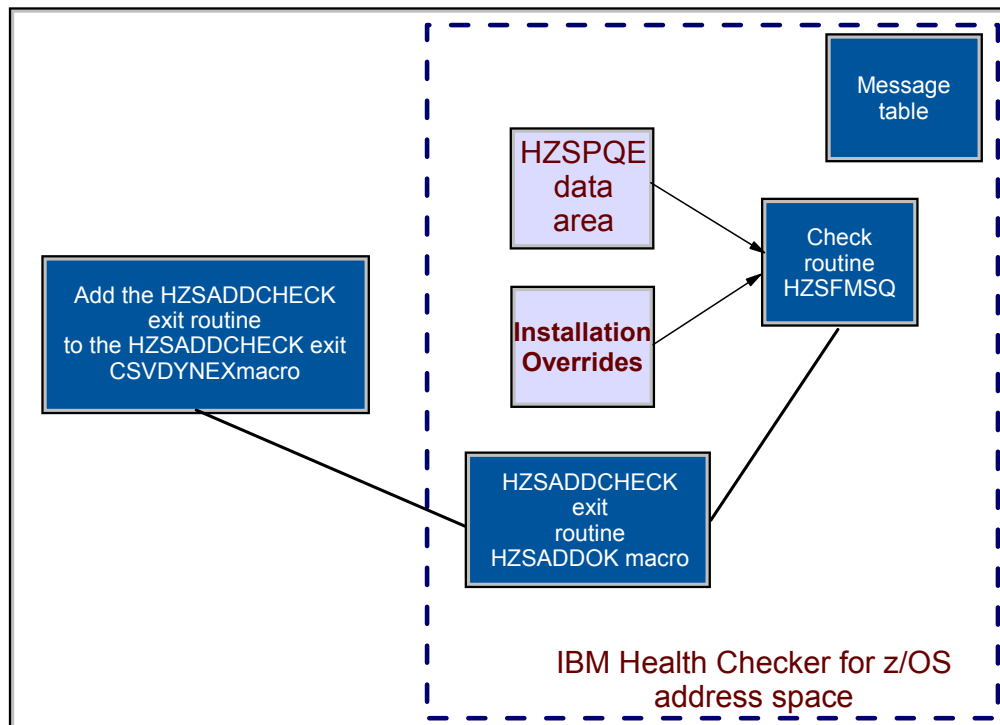 Message
table
HZSPQE
data
area
Check
routine
HZSFMSQ
Add the HZSADDCHECK
exit routine
to the HZSADDCHECK exit
CSVDYNEXmacro
Installation
Overrides
HZSADDCHECK
exit
routine
HZSADDOK macro
IBM Health Checker for z/OS
address space